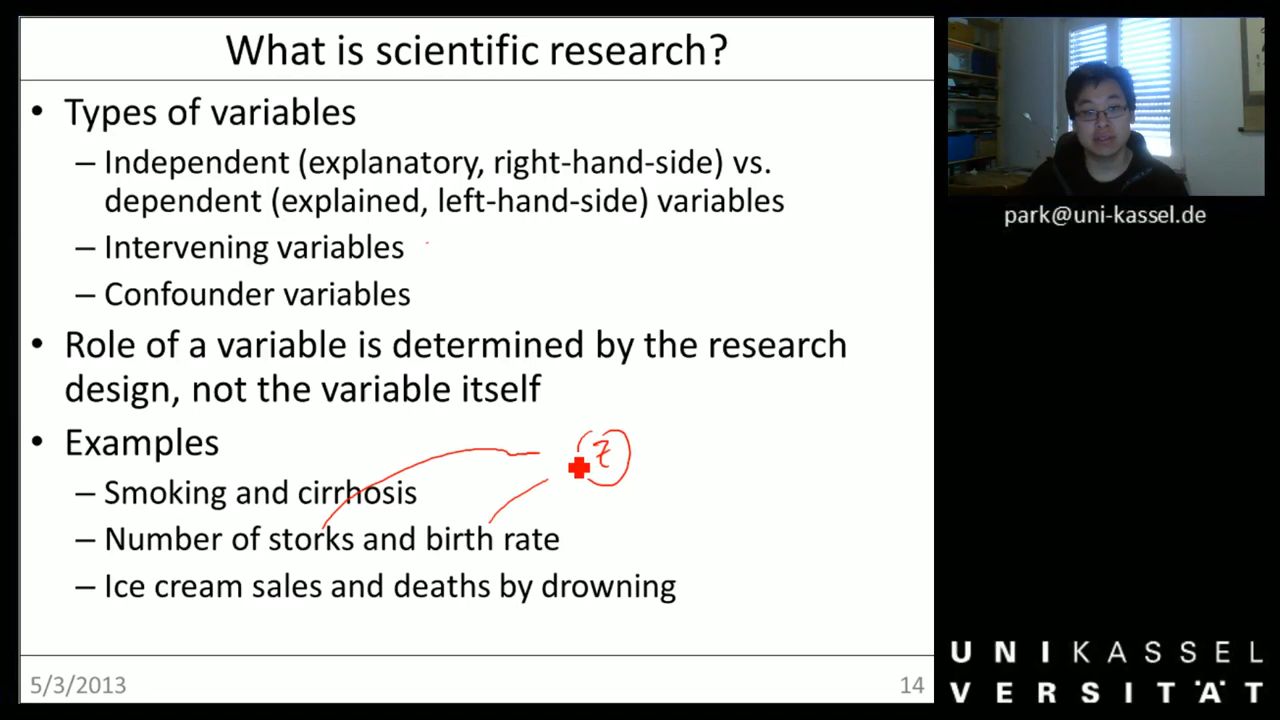 What is scientific research?
• Types of variables
– Independent (explanatory, right-hand-side) vs.
dependent (explained, left-hand-side) variables
– Intervening variables
– Confounder variables
• Role of a variable is determined by the research
design, not the variable itself
• Examples
z
– Smoking and cirrhosis
– Number of storks and birth rate
– Ice cream sales and deaths by drowning
5/3/2013
14
park@uni-kassel.de
UNIKASSEL
VERSITÄT